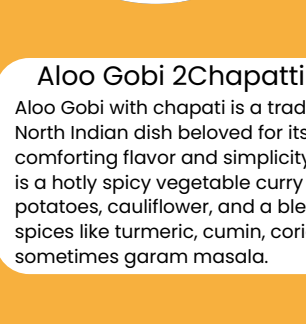 Aloo Gobi 2Chapatti
Aloo Gobi with chapati is a trad
North Indian dish beloved for its
comforting flavor and simplicity
is a hotly spicy vegetable curry
potatoes, cauliflower, and a ble
spices like turmeric, cumin, cori
sometimes garam masala.